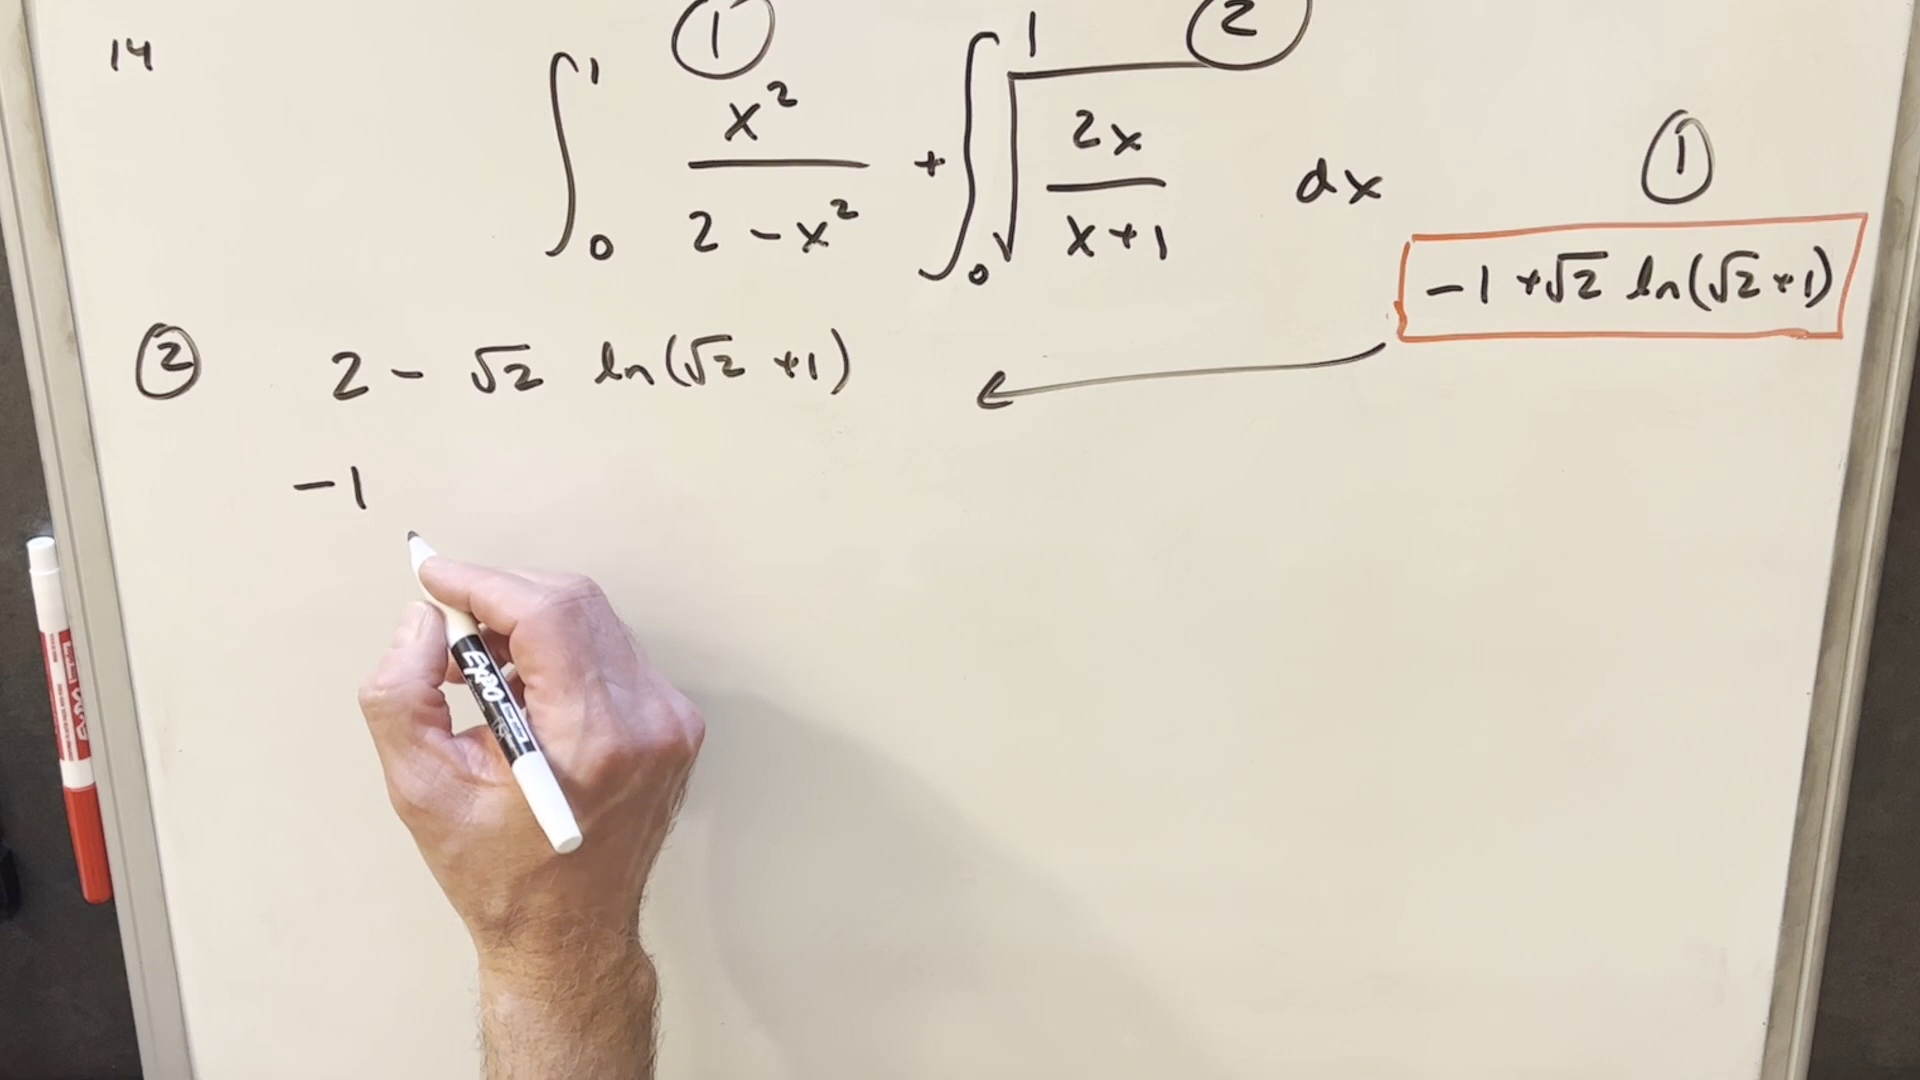 14
① ②
∫₀¹ x²/(2 - x²) + ∫₀¹ √(2x/(x+1)) dx
①
-1 + √2 ln(√2 + 1)
② 2 - √2 ln(√2 + 1)
-1
EXPO
EXPO